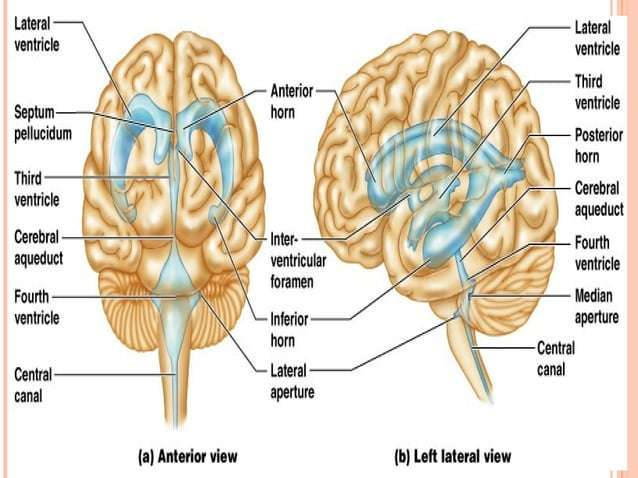 Lateral
ventricle
Septum
pellucidum
Third
ventricle
Cerebral
aqueduct
Fourth
ventricle
Central
canal
Anterior
horn
Inter-
ventricular
foramen
Inferior
horn
Lateral
aperture
Lateral
ventricle
Third
ventricle
Posterior
horn
Cerebral
aqueduct
Fourth
ventricle
Median
aperture
Central
canal
(a) Anterior view
(b) Left lateral view